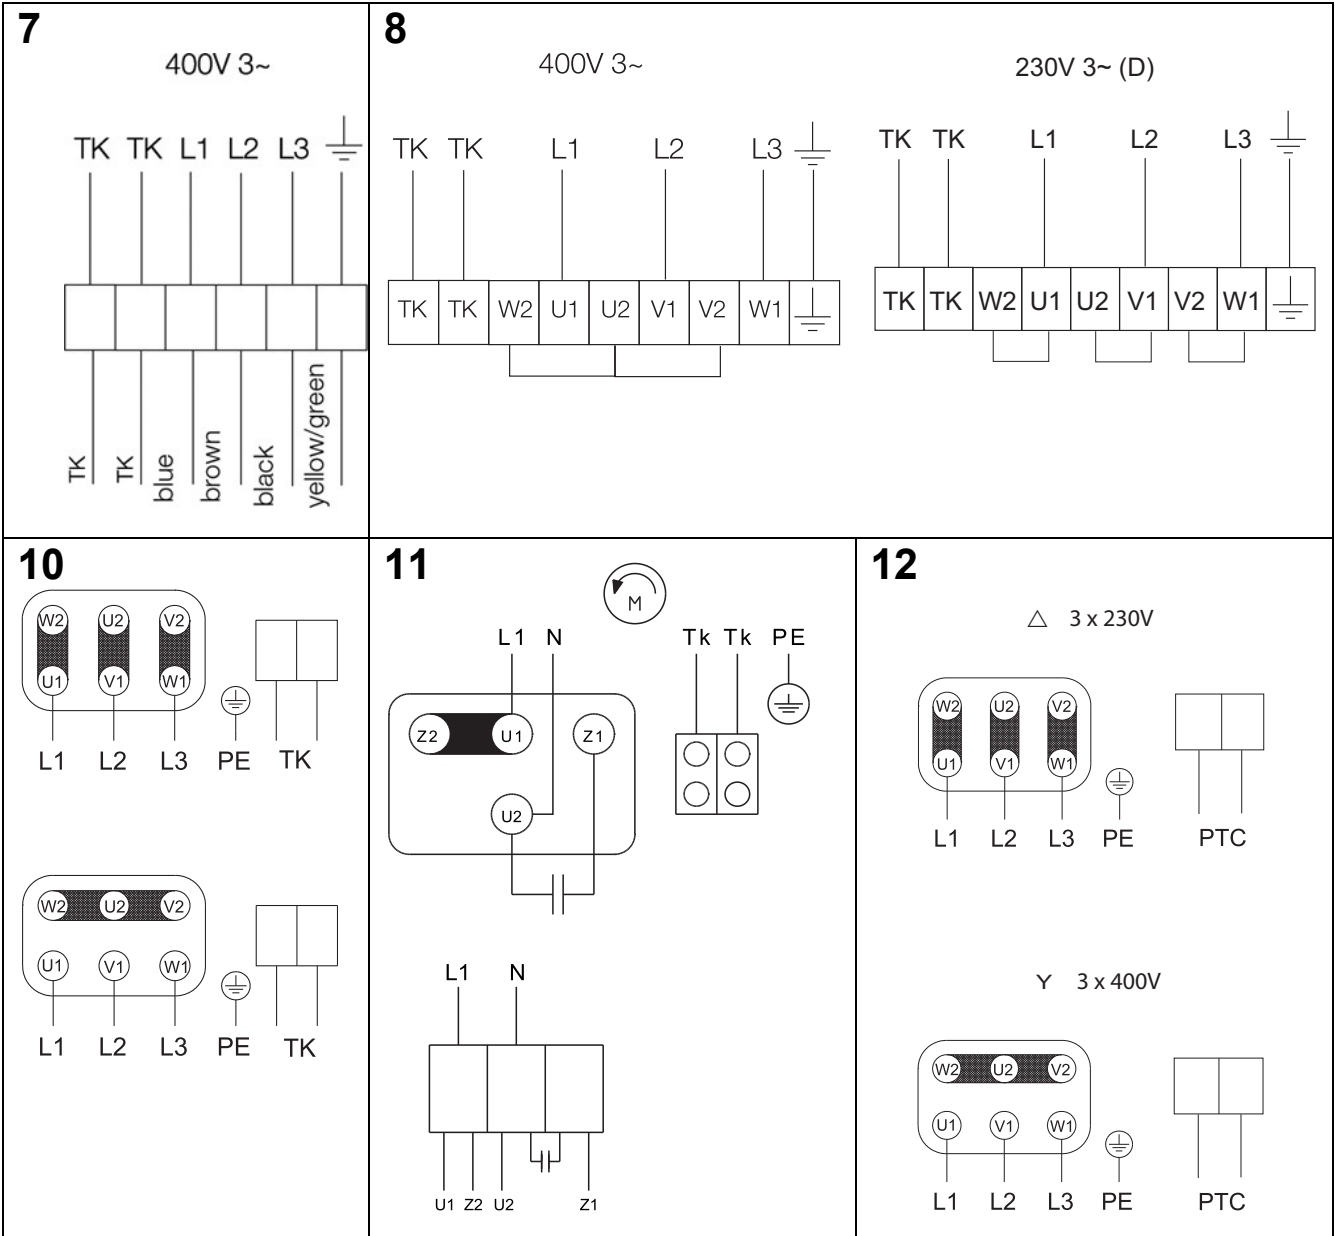 7
400V 3~
TK TK L1 L2 L3
TK TK blue brown black yellow/green
8
400V 3~
TK TK L1 L2 L3
TK TK W2 U1 U2 V1 V2 W1
230V 3~ (D)
TK TK L1 L2 L3
TK TK W2 U1 U2 V1 V2 W1
10
W2 U2 V2
U1 V1 W1
L1 L2 L3 PE TK
W2 U2 V2
U1 V1 W1
L1 L2 L3 PE TK
11
M
L1 N Tk Tk PE
Z2 U1 Z1
U2
L1 N
U1 Z2 U2 Z1
12
△ 3 x 230V
W2 U2 V2
U1 V1 W1
L1 L2 L3 PE PTC
Y 3 x 400V
W2 U2 V2
U1 V1 W1
L1 L2 L3 PE PTC